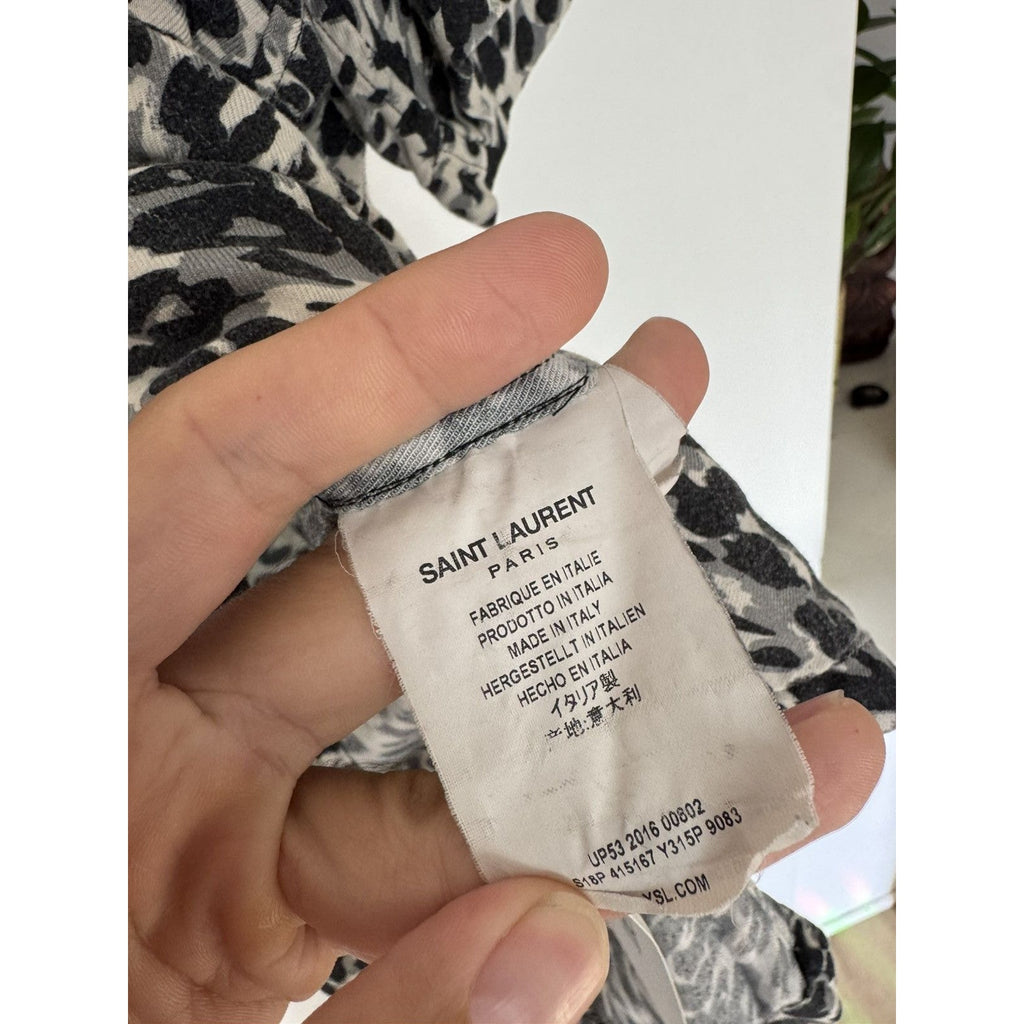 SAINT LAURENT
PARIS
FABRIQUE EN ITALIE
PRODOTTO IN ITALIA
MADE IN ITALY
HERGESTELLT IN ITALIEN
HECHO EN ITALIA
イタリア製
产地:意大利
UP53 2016 00802
S18P 415167 Y315P 9083
YSL.COM